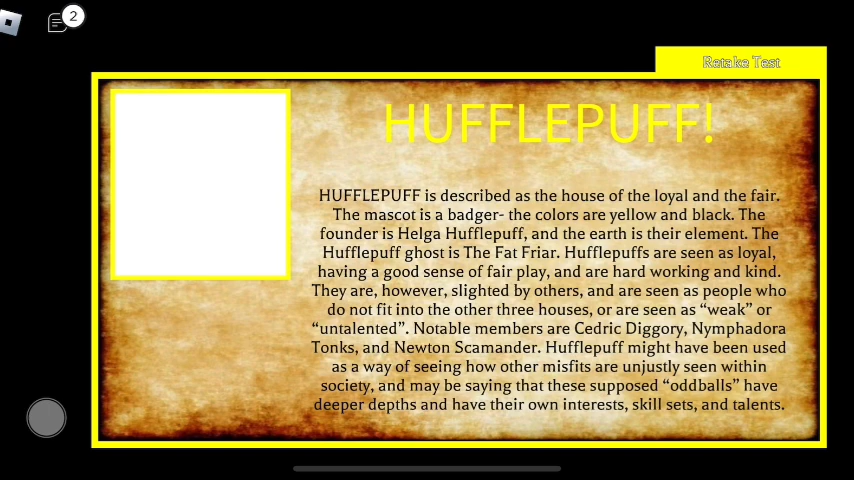 2
Retake Test
HUFFLEPUFF!
HUFFLEPUFF is described as the house of the loyal and the fair.
The mascot is a badger- the colors are yellow and black. The
founder is Helga Hufflepuff, and the earth is their element. The
Hufflepuff ghost is The Fat Friar. Hufflepuffs are seen as loyal,
having a good sense of fair play, and are hard working and kind.
They are, however, slighted by others, and are seen as people who
do not fit into the other three houses, or are seen as “weak” or
“untalented”. Notable members are Cedric Diggory, Nymphadora
Tonks, and Newton Scamander. Hufflepuff might have been used
as a way of seeing how other misfits are unjustly seen within
society, and may be saying that these supposed “oddballs” have
deeper depths and have their own interests, skill sets, and talents.